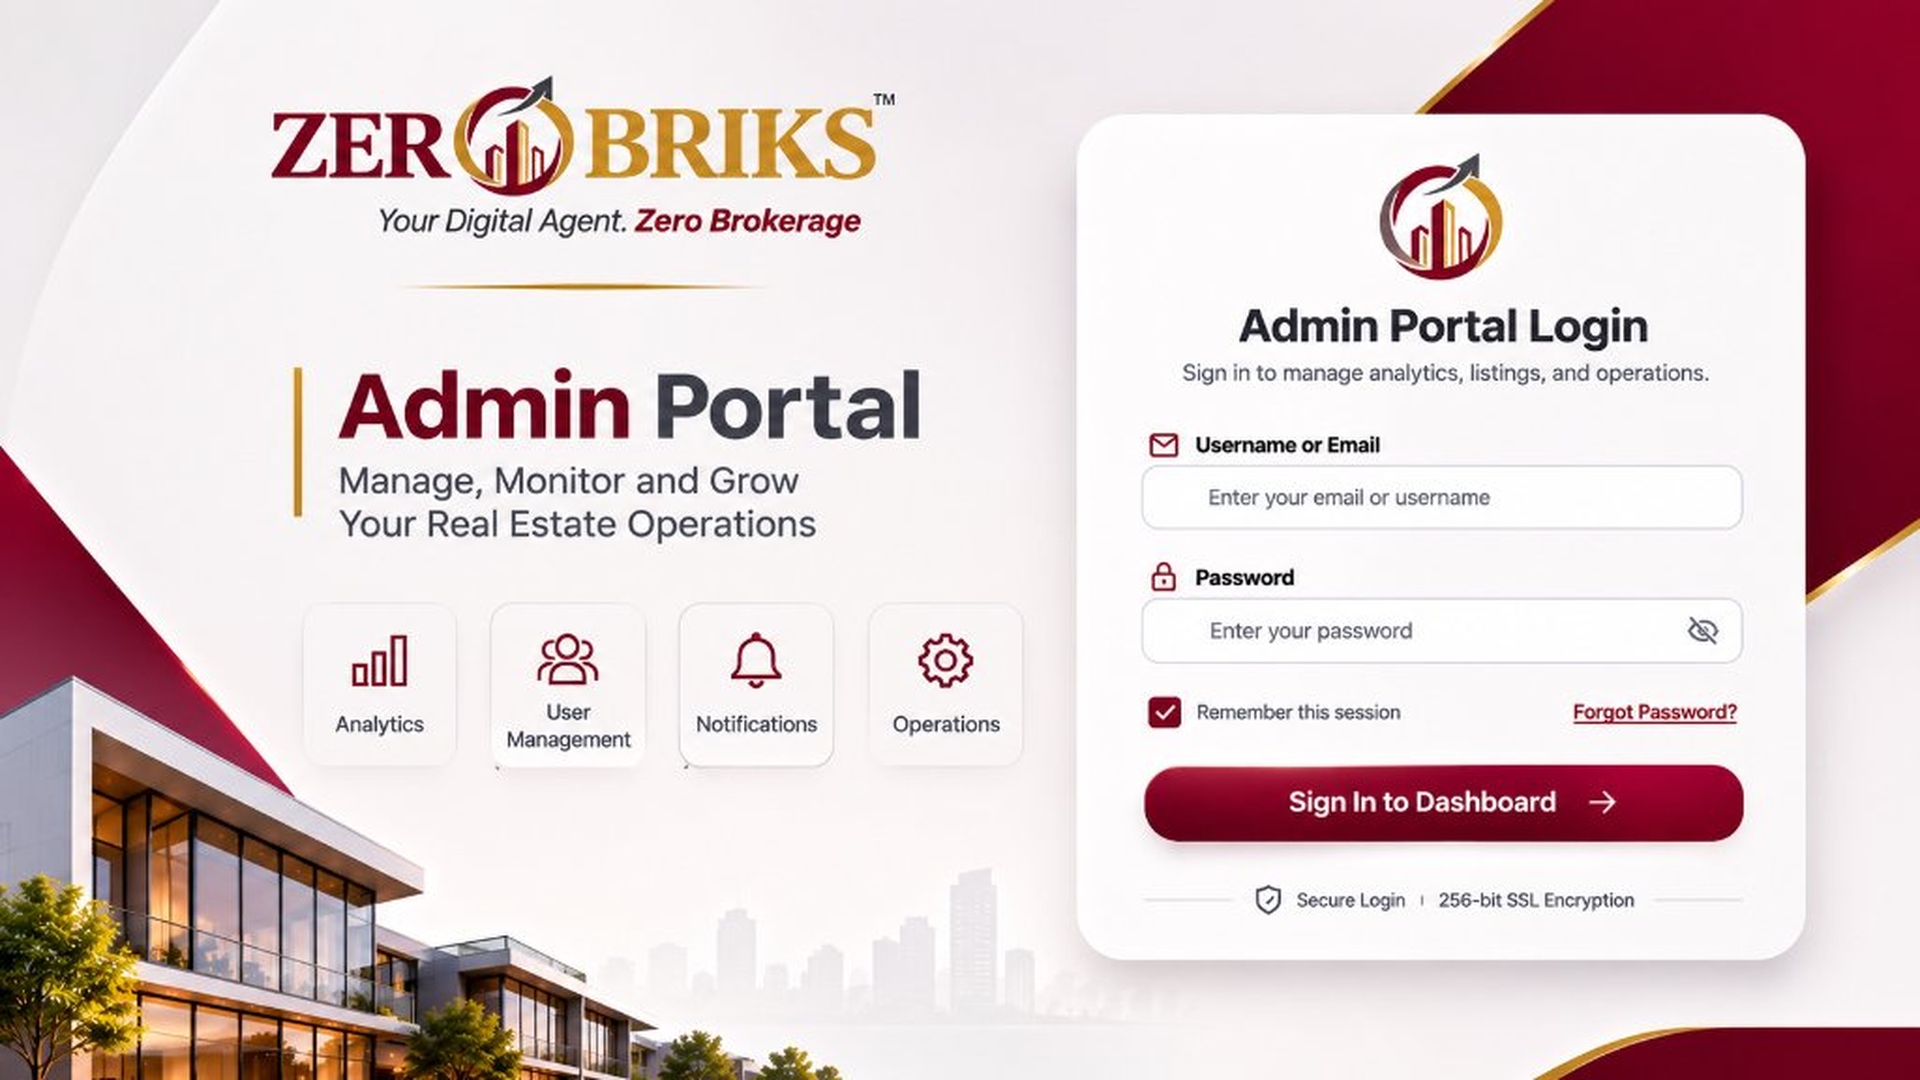 ZEROBRIKS™
Your Digital Agent. Zero Brokerage
Admin Portal
Manage, Monitor and Grow
Your Real Estate Operations
Analytics
User
Management
Notifications
Operations
Admin Portal Login
Sign in to manage analytics, listings, and operations.
Username or Email
Enter your email or username
Password
Enter your password
Remember this session
Forgot Password?
Sign In to Dashboard
Secure Login | 256-bit SSL Encryption